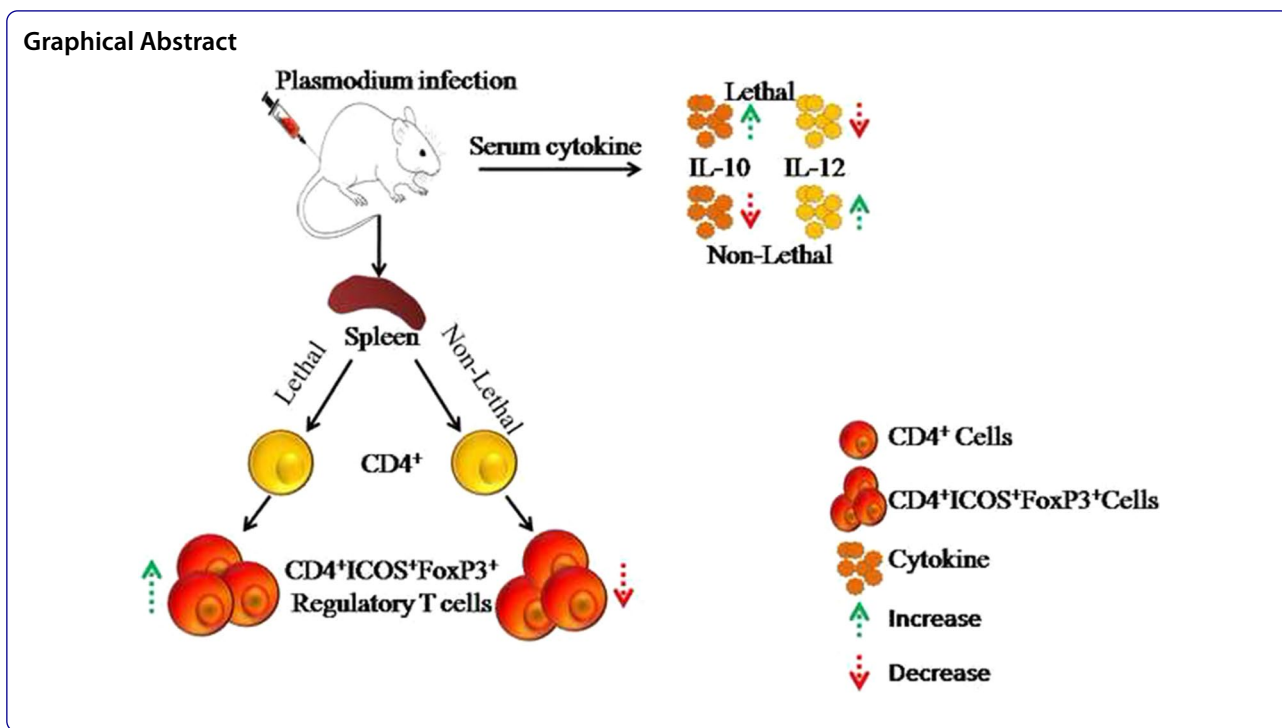 Graphical Abstract
Plasmodium infection
Serum cytokine
Lethal
IL-10 IL-12
Non-Lethal
Spleen
Lethal
Non-Lethal
CD4⁺
CD4⁺ICOS⁺FoxP3⁺
Regulatory T cells
CD4⁺ Cells
CD4⁺ICOS⁺FoxP3⁺Cells
Cytokine
Increase
Decrease